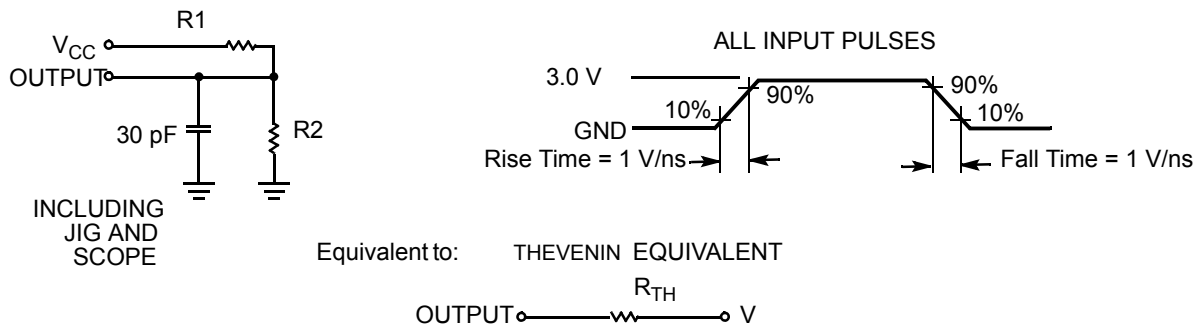 R1
VCC
OUTPUT
30 pF
R2
INCLUDING
JIG AND
SCOPE
ALL INPUT PULSES
3.0 V
90%
90%
10%
10%
GND
Rise Time = 1 V/ns
Fall Time = 1 V/ns
Equivalent to: THEVENIN EQUIVALENT
RTH
OUTPUT
V